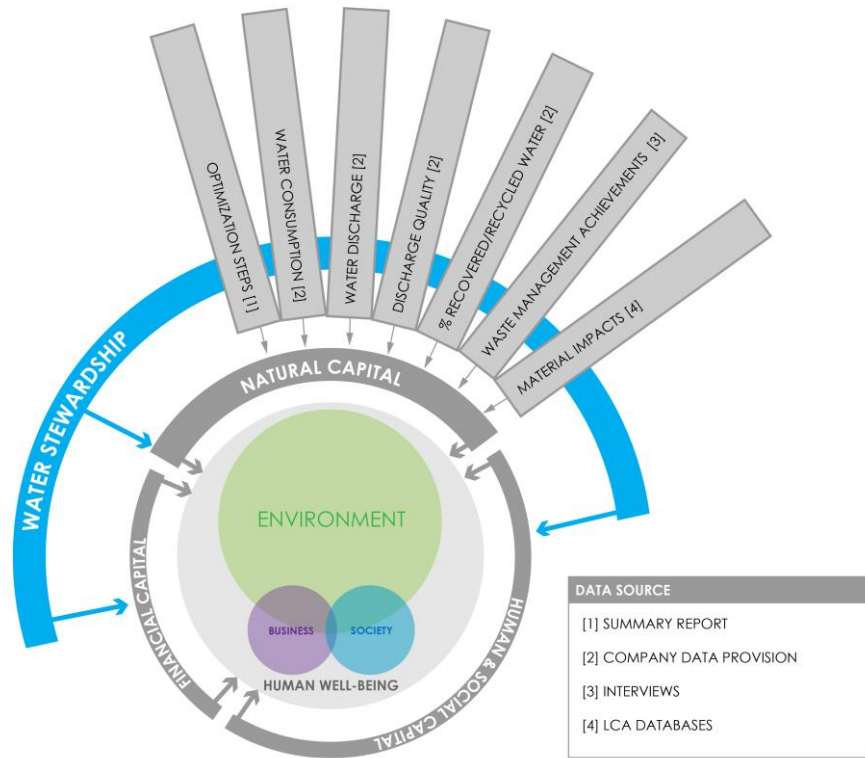 OPTIMIZATION STEPS [1]
WATER CONSUMPTION [2]
WATER DISCHARGE [2]
DISCHARGE QUALITY [2]
% RECOVERED/RECYCLED WATER [2]
WASTE MANAGEMENT ACHIEVEMENTS [3]
MATERIAL IMPACTS [4]
WATER STEWARDSHIP
NATURAL CAPITAL
FINANCIAL CAPITAL
HUMAN & SOCIAL CAPITAL
ENVIRONMENT
BUSINESS
SOCIETY
HUMAN WELL-BEING
DATA SOURCE
[1] SUMMARY REPORT
[2] COMPANY DATA PROVISION
[3] INTERVIEWS
[4] LCA DATABASES